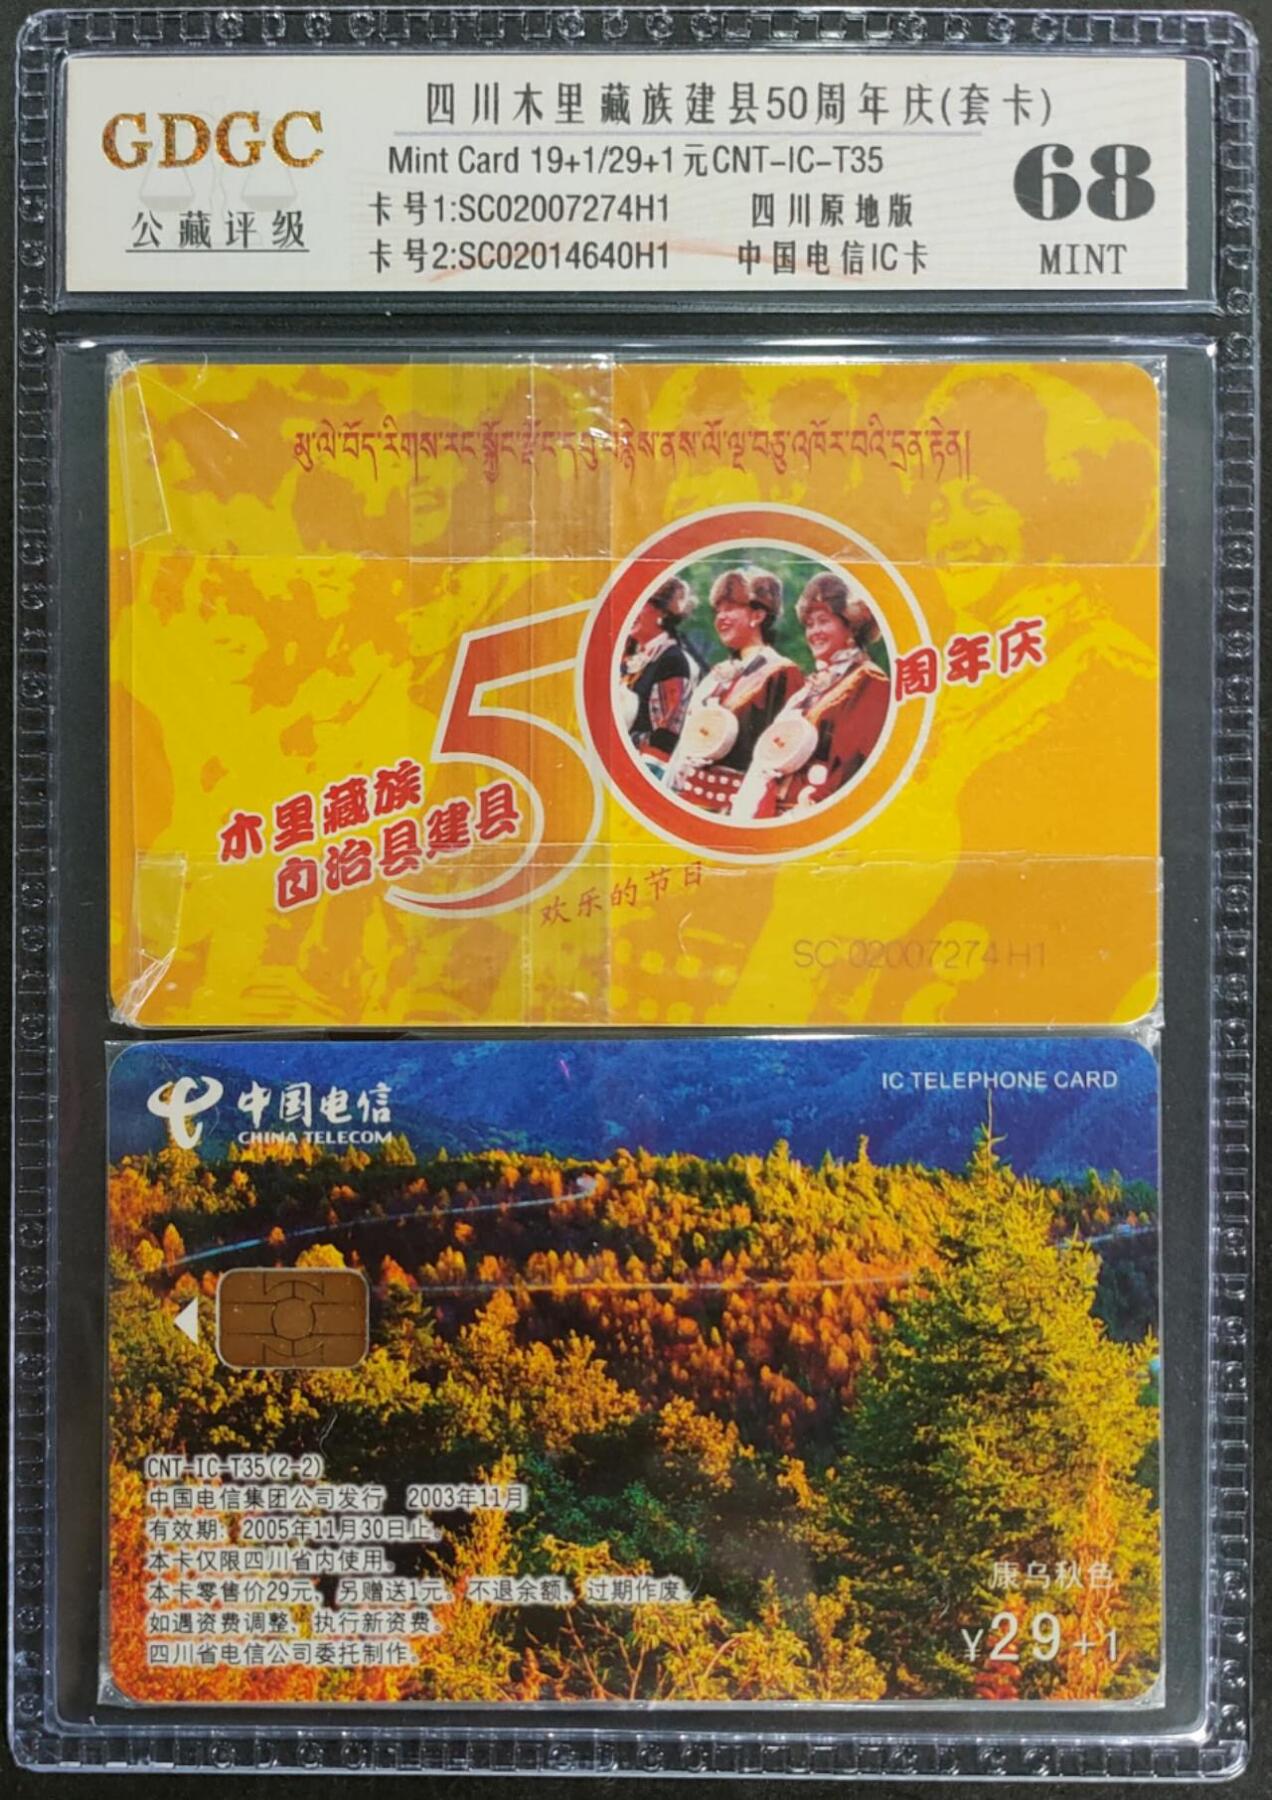 GDGC
公藏评级
四川木里藏族建县50周年庆(套卡)
Mint Card 19+1/29+1元CNT-IC-T35
卡号1:SC02007274H1 四川原地版
卡号2:SC02014640H1 中国电信IC卡
68
MINT
མུ་ལེ་བོད་རིགས་རང་སྐྱོང་རྫོང་དབུ་བརྙེས་ནས་ལོ་ལྔ་བཅུ་འཁོར་བའི་དྲན་རྟེན།
50
周年庆
木里藏族
自治县建县
欢乐的节日
SC 02007274 H1
中国电信
CHINA TELECOM
IC TELEPHONE CARD
CNT-IC-T35(2-2)
中国电信集团公司发行 2003年11月
有效期: 2005年11月30日止。
本卡仅限四川省内使用。
本卡零售价29元, 另赠送1元, 不退余额, 过期作废。
如遇资费调整, 执行新资费。
四川省电信公司委托制作。
康乌秋色
¥29+1